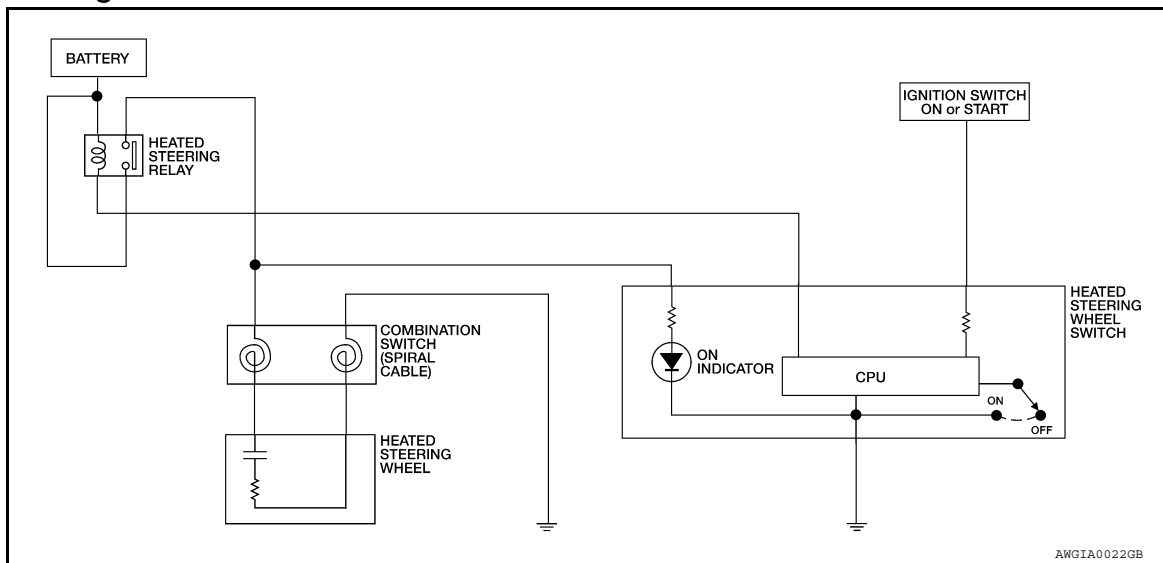 BATTERY
IGNITION SWITCH
ON or START
HEATED
STEERING
RELAY
HEATED
STEERING
WHEEL
SWITCH
COMBINATION
SWITCH
(SPIRAL
CABLE)
ON
INDICATOR
CPU
ON
OFF
HEATED
STEERING
WHEEL
AWGIA0022GB